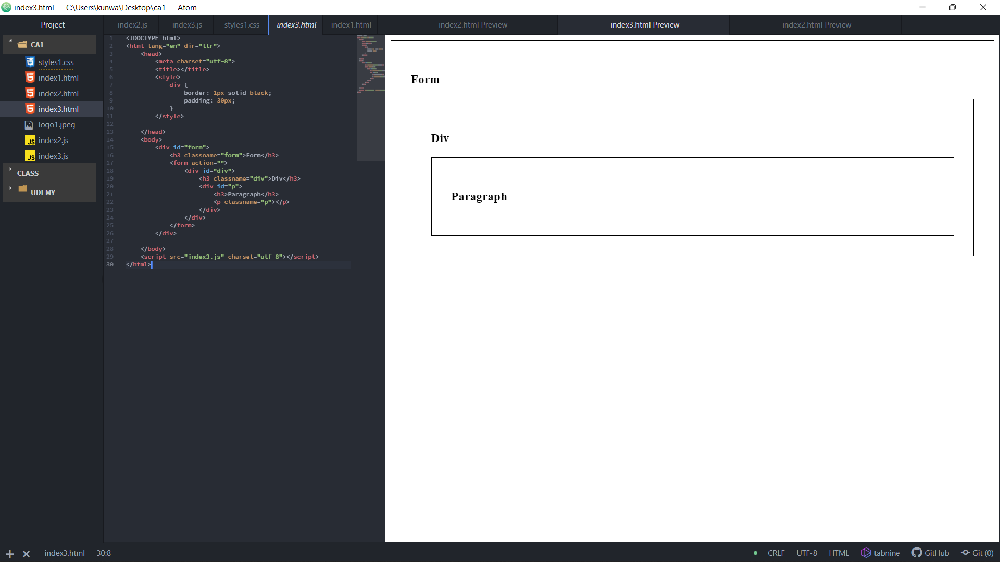 index3.html — C:\Users\kunwa\Desktop\ca1 — Atom
Project
index2.js
index3.js
styles1.css
index3.html
index1.html
index2.html Preview
index3.html Preview
index2.html Preview
CA1
styles1.css
index1.html
index2.html
index3.html
logo1.jpeg
index2.js
index3.js
CLASS
UDEMY
1 <!DOCTYPE html>
2 <html lang="en" dir="ltr">
3 <head>
4 <meta charset="utf-8">
5 <title></title>
6 <style>
7 div {
8 border: 1px solid black;
9 padding: 30px;
10 }
11 </style>
12
13 </head>
14 <body>
15 <div id="form">
16 <h3 classname="form">Form</h3>
17 <form action="">
18 <div id="div">
19 <h3 classname="div">Div</h3>
20 <div id="p">
21 <h3>Paragraph</h3>
22 <p classname="p"></p>
23 </div>
24 </div>
25 </form>
26 </div>
27
28 </body>
29 <script src="index3.js" charset="utf-8"></script>
30 </html>
Form
Div
Paragraph
index3.html 30:8
CRLF UTF-8 HTML tabnine GitHub Git (0)